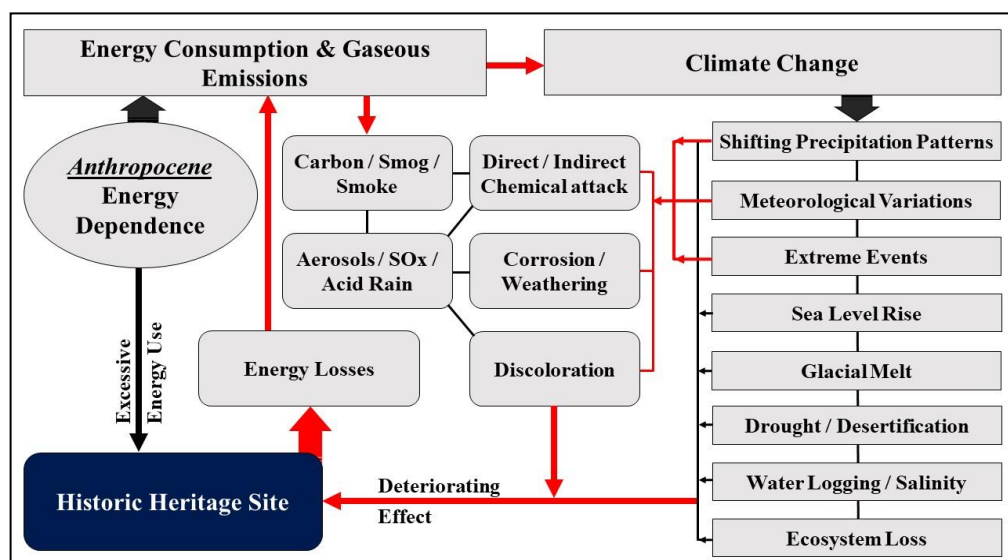 Energy Consumption & Gaseous
Emissions
Climate Change
Anthropocene
Energy
Dependence
Carbon / Smog /
Smoke
Direct / Indirect
Chemical attack
Aerosols / SOx /
Acid Rain
Corrosion /
Weathering
Energy Losses
Discoloration
Shifting Precipitation Patterns
Meteorological Variations
Extreme Events
Sea Level Rise
Glacial Melt
Drought / Desertification
Water Logging / Salinity
Ecosystem Loss
Excessive
Energy Use
Historic Heritage Site
Deteriorating
Effect